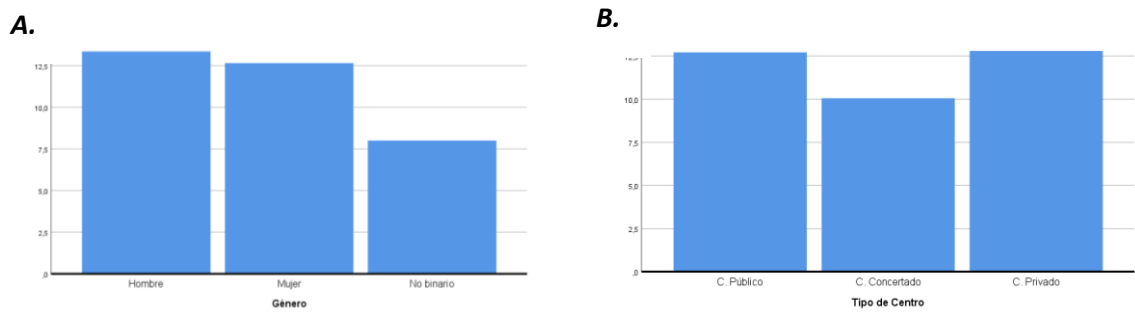 A.
12,5
10,0
7,5
5,0
2,5
,0
Hombre Mujer No binario
Género
B.
10,0
7,5
5,0
2,5
,0
C. Público C. Concertado C. Privado
Tipo de Centro